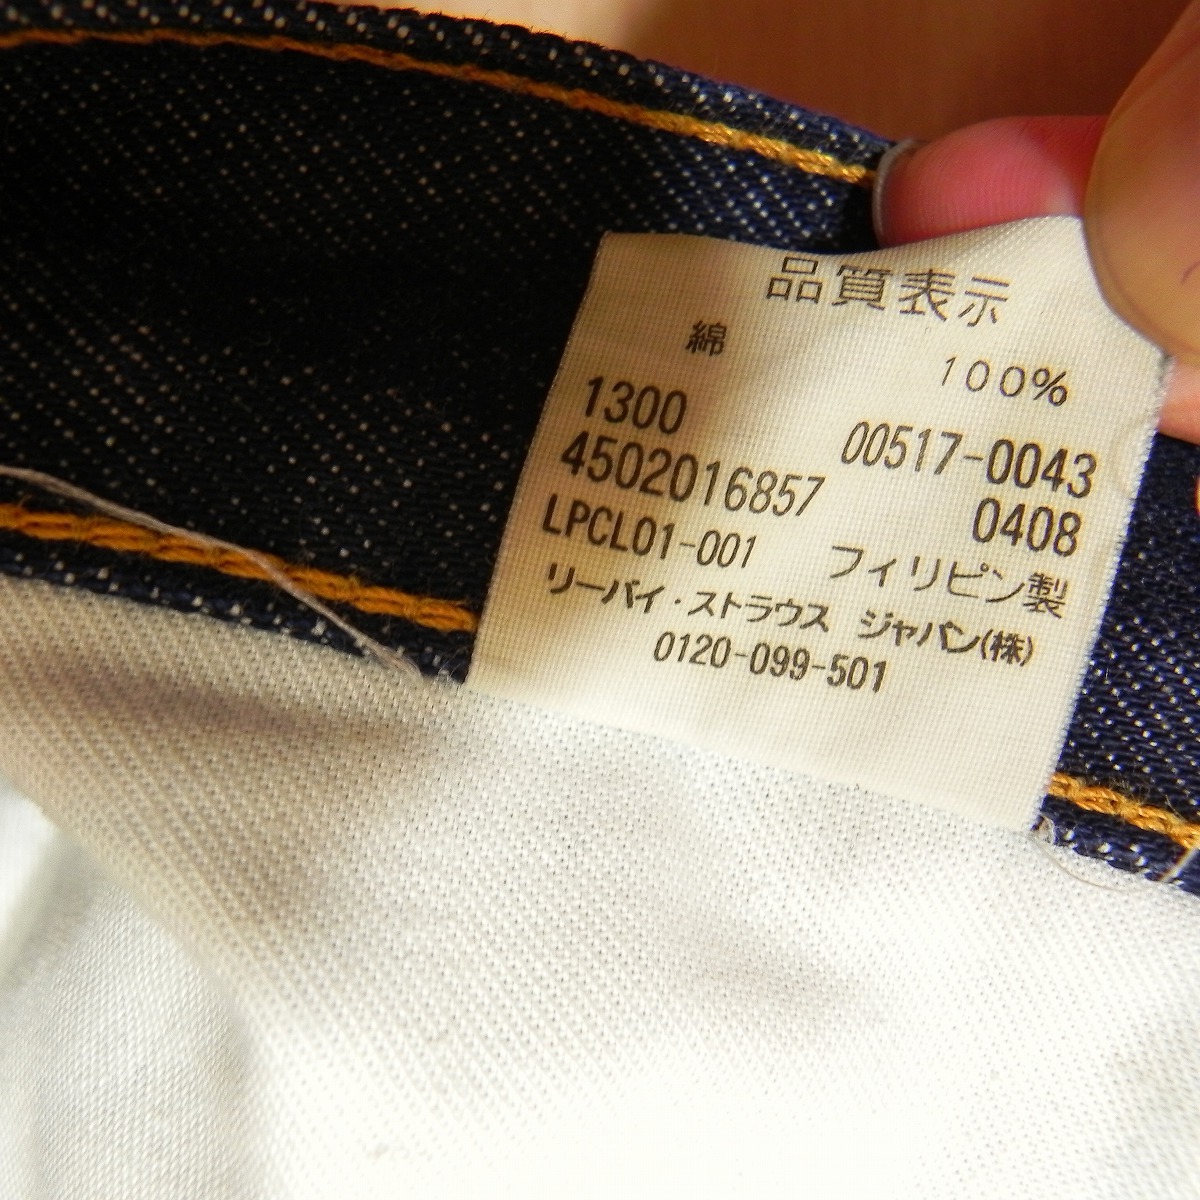 品質表示
綿 100%
1300 00517-0043
4502016857 0408
LPCL01-001 フィリピン製
リーバイ・ストラウス ジャパン(株)
0120-099-501